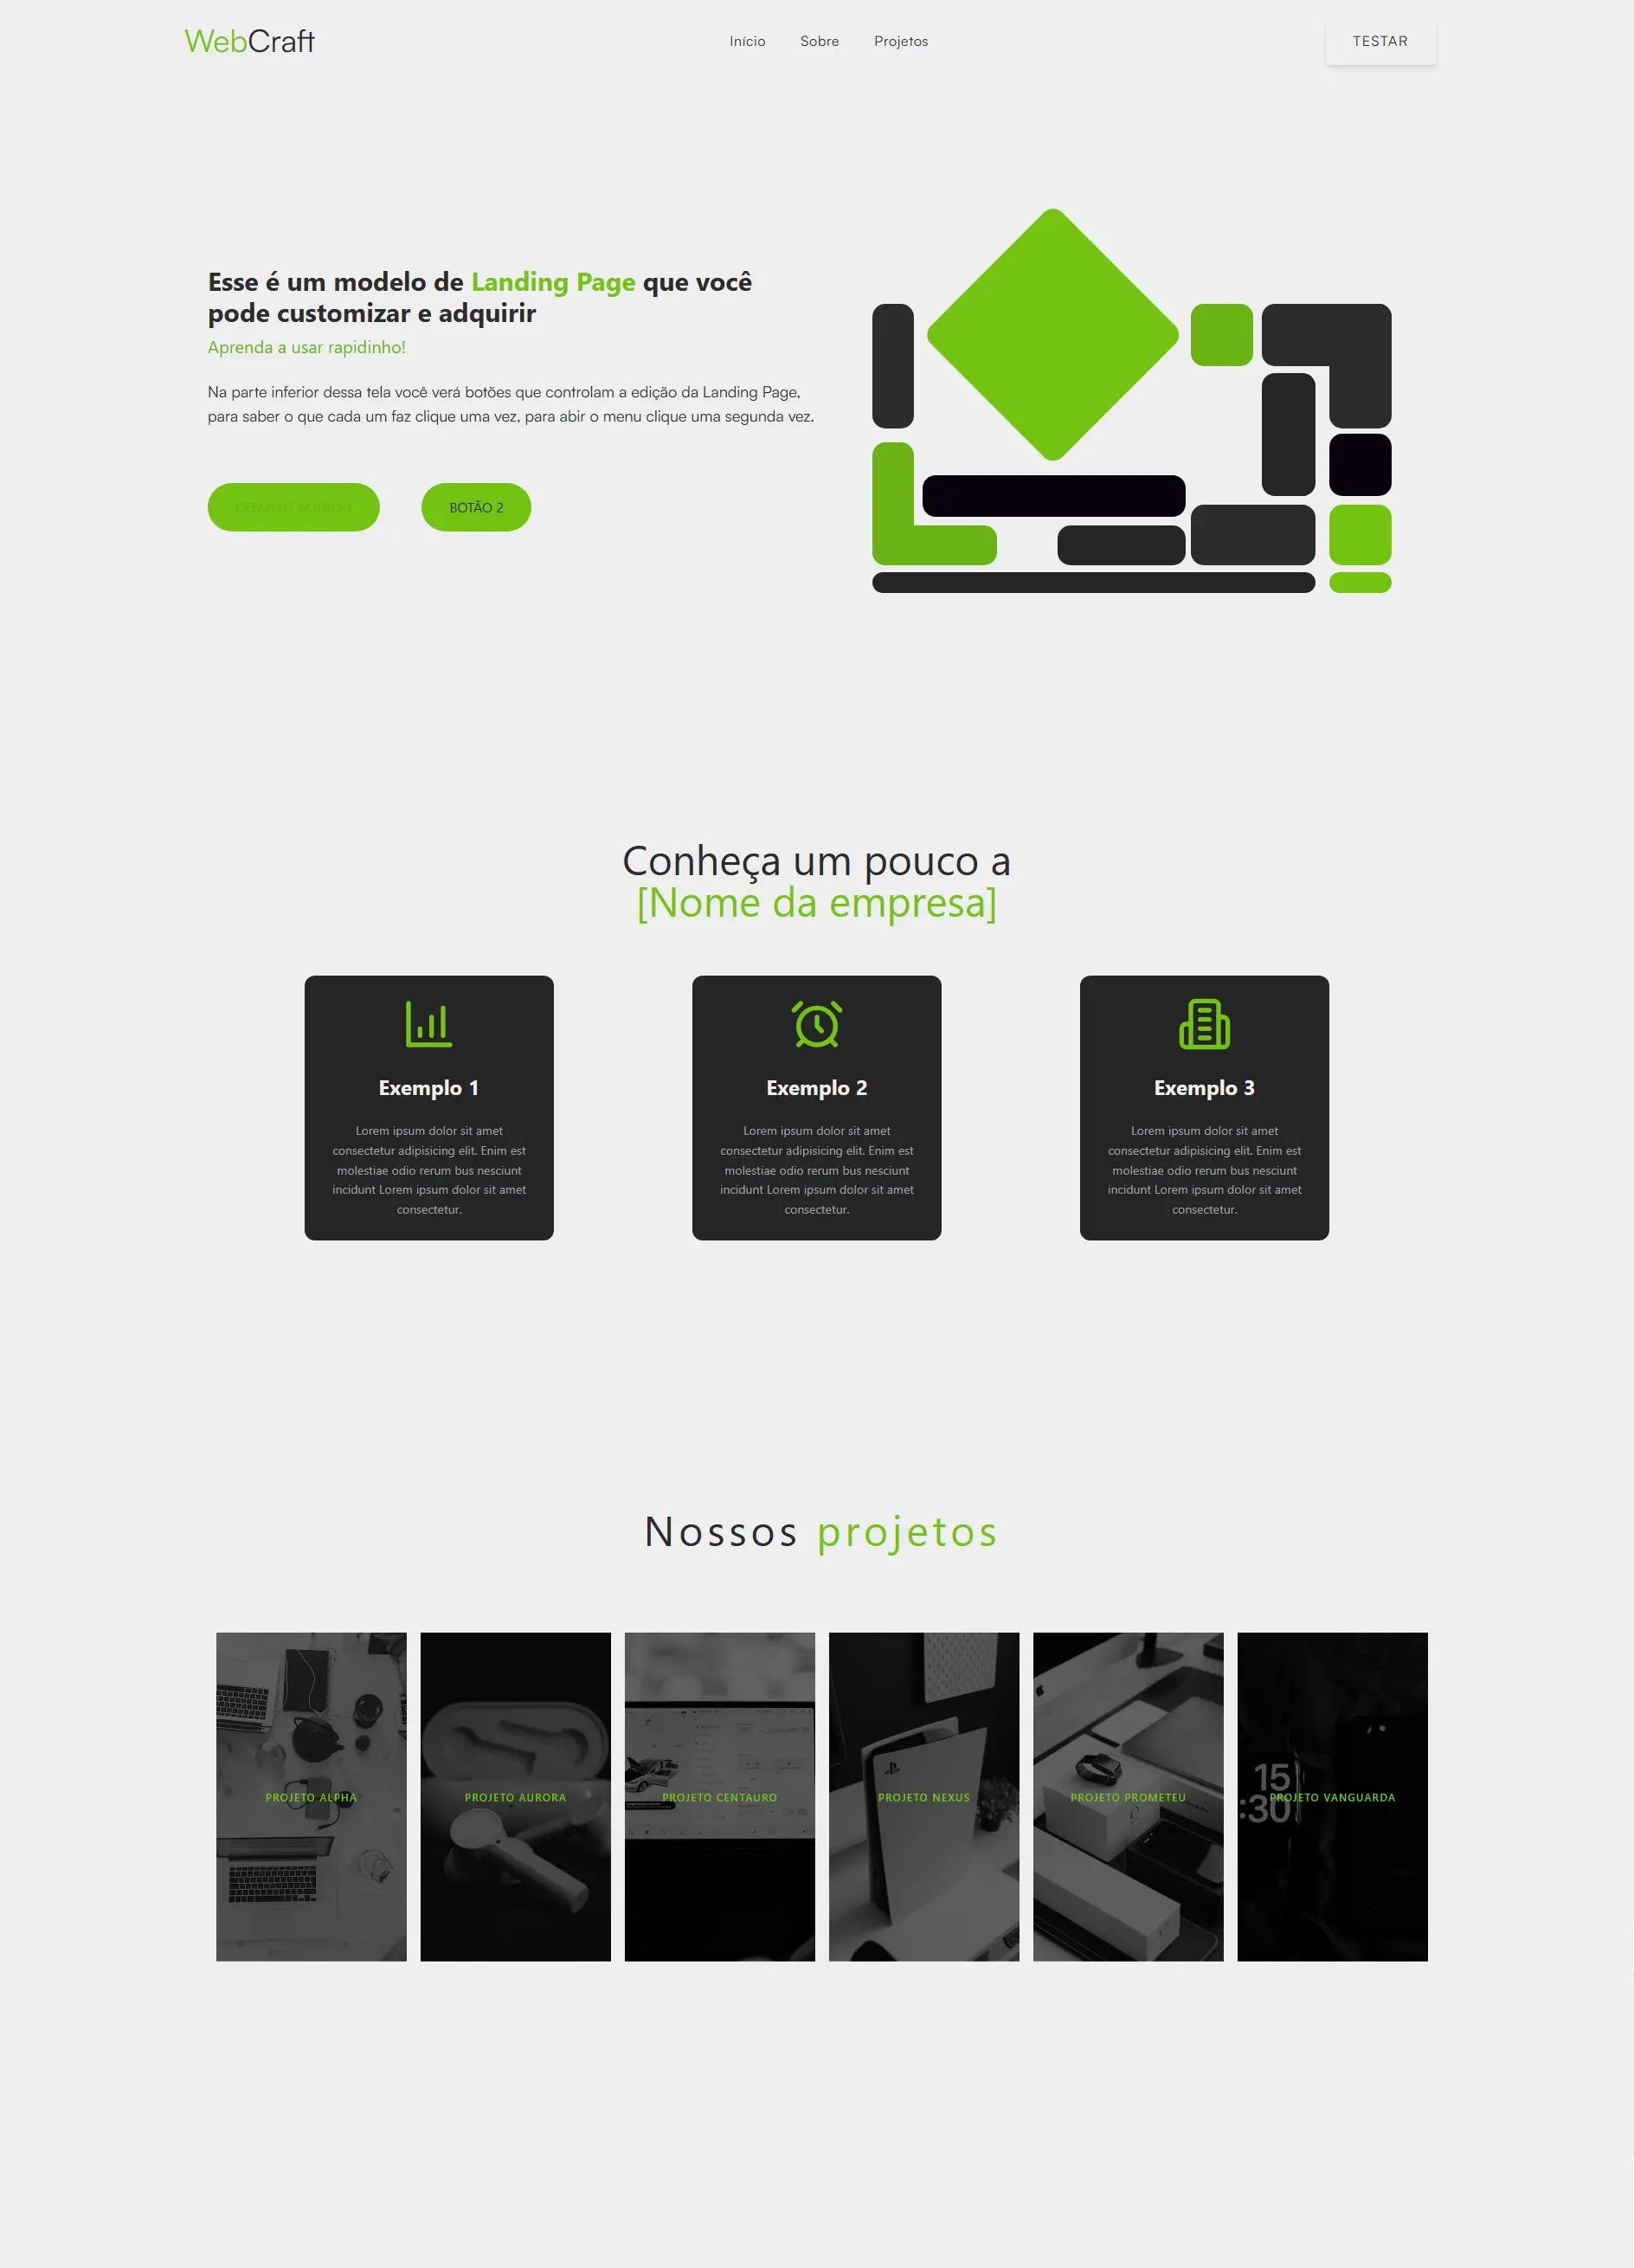 WebCraft
Início Sobre Projetos
TESTAR
Esse é um modelo de Landing Page que você
pode customizar e adquirir
Aprenda a usar rapidinho!
Na parte inferior dessa tela você verá botões que controlam a edição da Landing Page,
para saber o que cada um faz clique uma vez, para abir o menu clique uma segunda vez.
EXEMPLO BOTÃO 1
BOTÃO 2
Conheça um pouco a
[Nome da empresa]
Exemplo 1
Lorem ipsum dolor sit amet
consectetur adipisicing elit. Enim est
molestiae odio rerum bus nesciunt
incidunt Lorem ipsum dolor sit amet
consectetur.
Exemplo 2
Lorem ipsum dolor sit amet
consectetur adipisicing elit. Enim est
molestiae odio rerum bus nesciunt
incidunt Lorem ipsum dolor sit amet
consectetur.
Exemplo 3
Lorem ipsum dolor sit amet
consectetur adipisicing elit. Enim est
molestiae odio rerum bus nesciunt
incidunt Lorem ipsum dolor sit amet
consectetur.
Nossos projetos
PROJETO ALPHA
PROJETO AURORA
PROJETO CENTAURO
PROJETO NEXUS
PROJETO PROMETEU
15
:30
PROJETO VANGUARDA